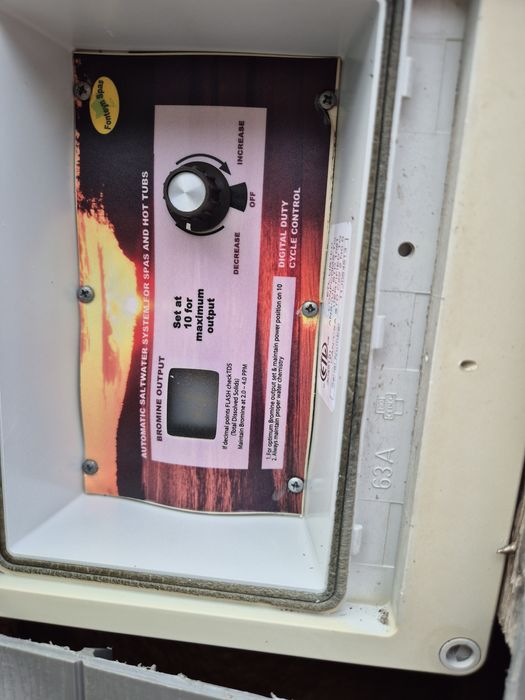 Fonteyn Spas
AUTOMATIC SALTWATER SYSTEM FOR SPAS AND HOT TUBS
BROMINE OUTPUT
Set at
10 for
maximum
output
DECREASE
OFF
INCREASE
If decimal points FLASH check TDS
(Total Dissolved Solids)
Maintain Bromine at 2.0 – 4.0 PPM
DIGITAL DUTY
CYCLE CONTROL
1. For optimum Bromine output set & maintain power position on 10
2. Always maintain proper water chemistry
ETL
63A